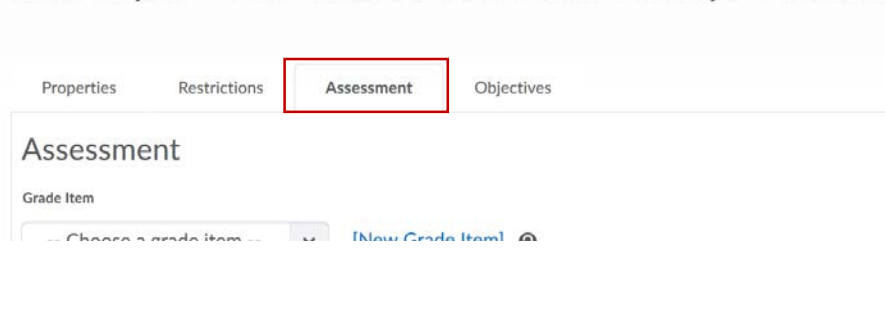 Properties Restrictions Assessment Objectives
Assessment
Grade Item
-- Choose a grade item -- [New Grade Item]